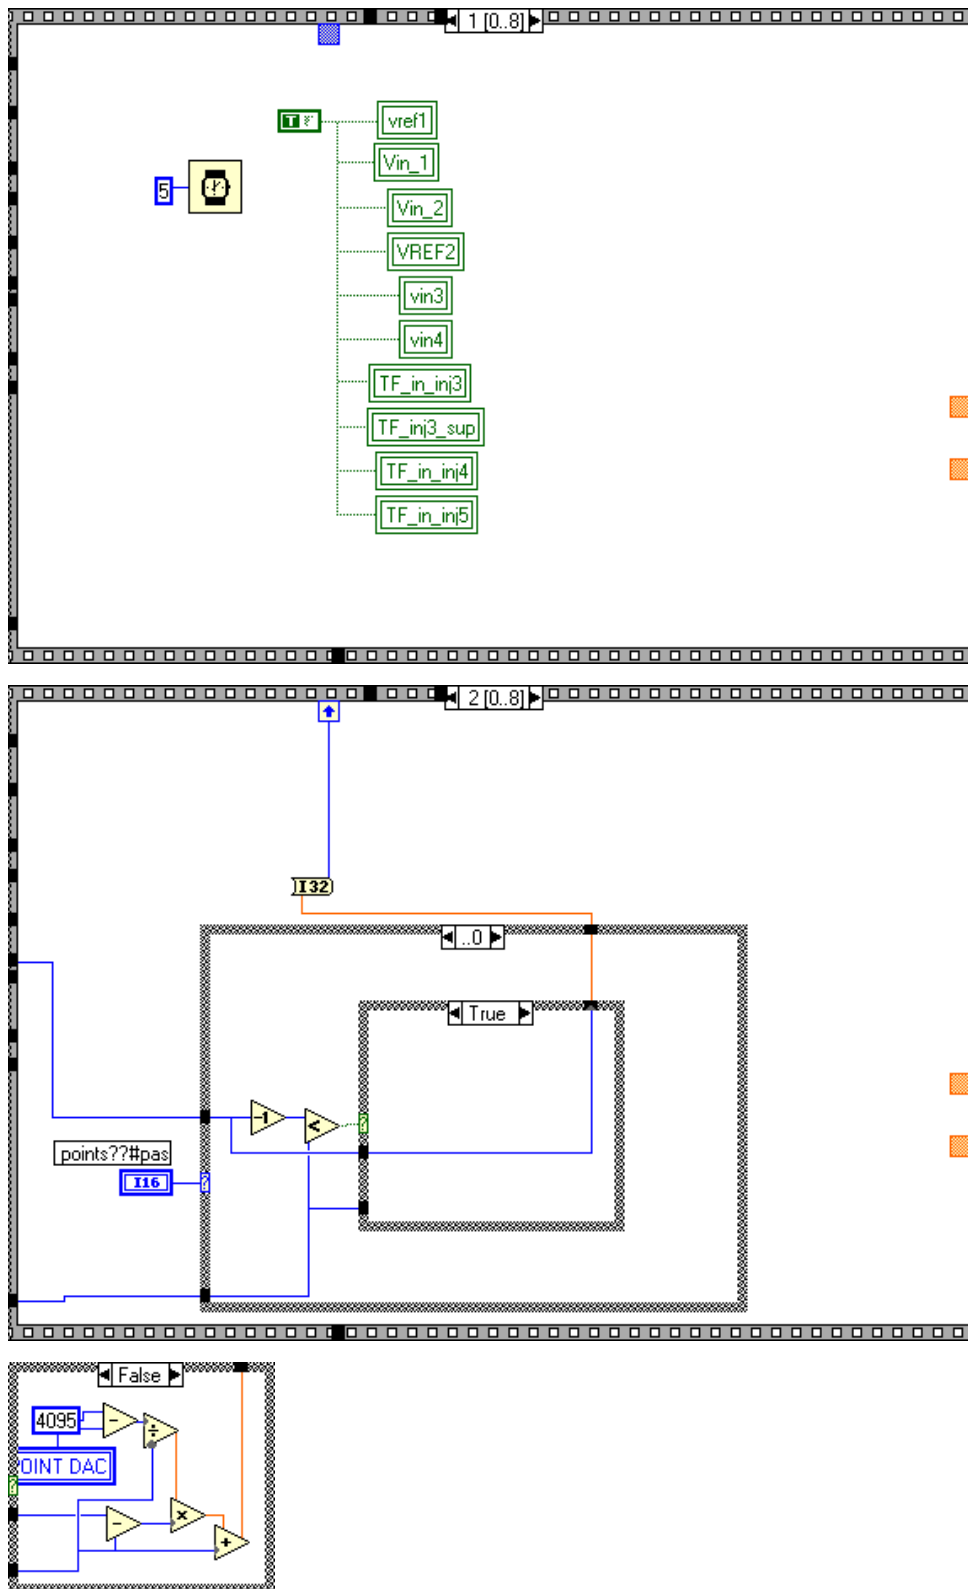 1 [0..8]
T F
vref1
Vin_1
5
Vin_2
VREF2
vin3
vin4
TF_in_inj3
TF_inj3_sup
TF_in_inj4
TF_in_inj5
2 [0..8]
I32
..0
True
-1
<
?
points??#pas
I16
?
False
4095
-
÷
OINT DAC
?
-
×
+